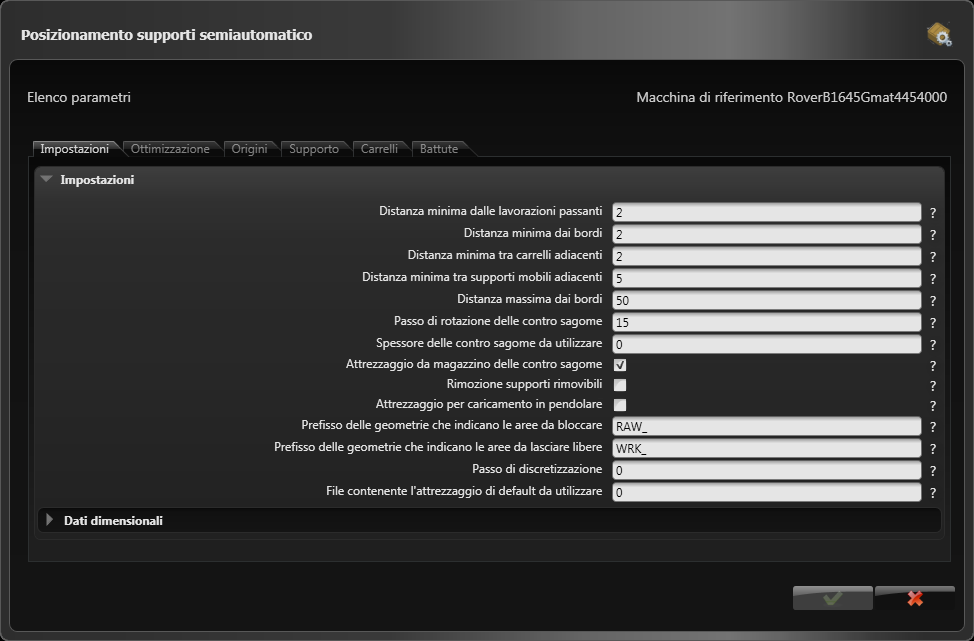 Posizionamento supporti semiautomatico
Elenco parametri Macchina di riferimento RoverB1645Gmat4454000
Impostazioni Ottimizzazione Origini Supporto Carrelli Battute
Impostazioni
Distanza minima dalle lavorazioni passanti 2 ?
Distanza minima dai bordi 2 ?
Distanza minima tra carrelli adiacenti 2 ?
Distanza minima tra supporti mobili adiacenti 5 ?
Distanza massima dai bordi 50 ?
Passo di rotazione delle contro sagome 15 ?
Spessore delle contro sagome da utilizzare 0 ?
Attrezzaggio da magazzino delle contro sagome ?
Rimozione supporti rimovibili ?
Attrezzaggio per caricamento in pendolare ?
Prefisso delle geometrie che indicano le aree da bloccare RAW_ ?
Prefisso delle geometrie che indicano le aree da lasciare libere WRK_ ?
Passo di discretizzazione 0 ?
File contenente l'attrezzaggio di default da utilizzare 0 ?
Dati dimensionali